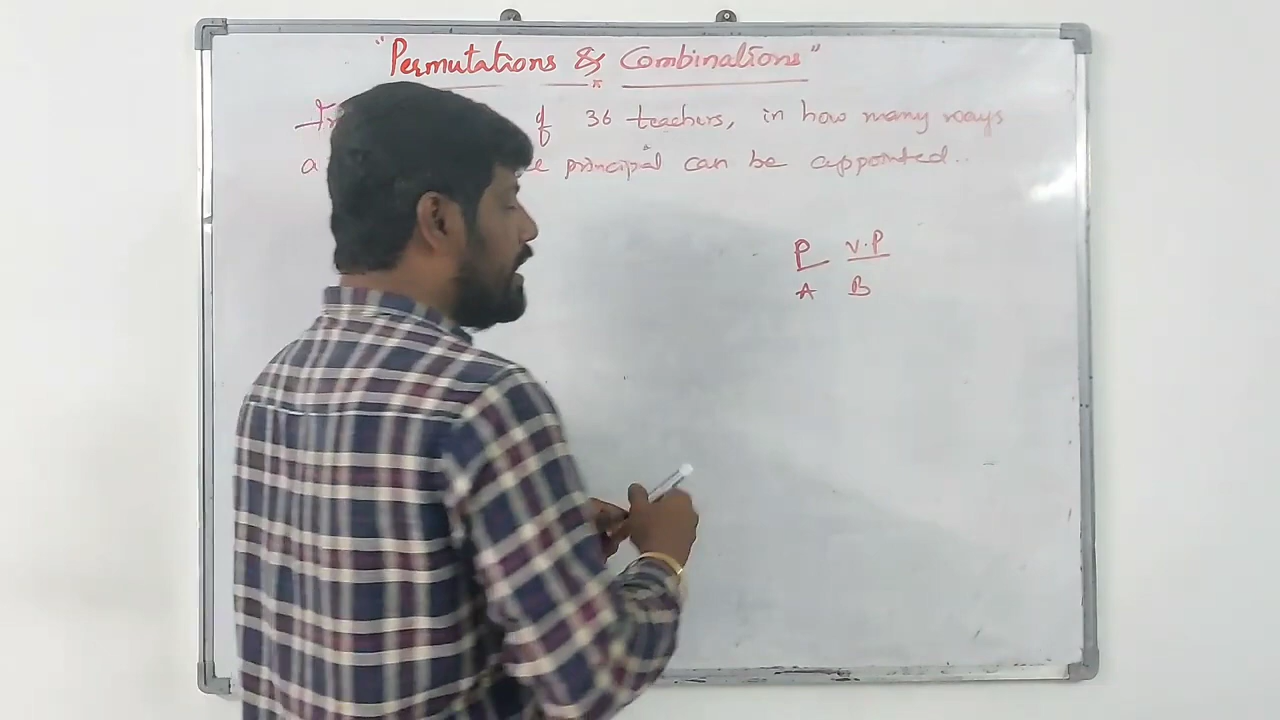 "Permutations & Combinations"
of 36 teachers, in how many ways
a principal can be appointed..
P V.P
A B